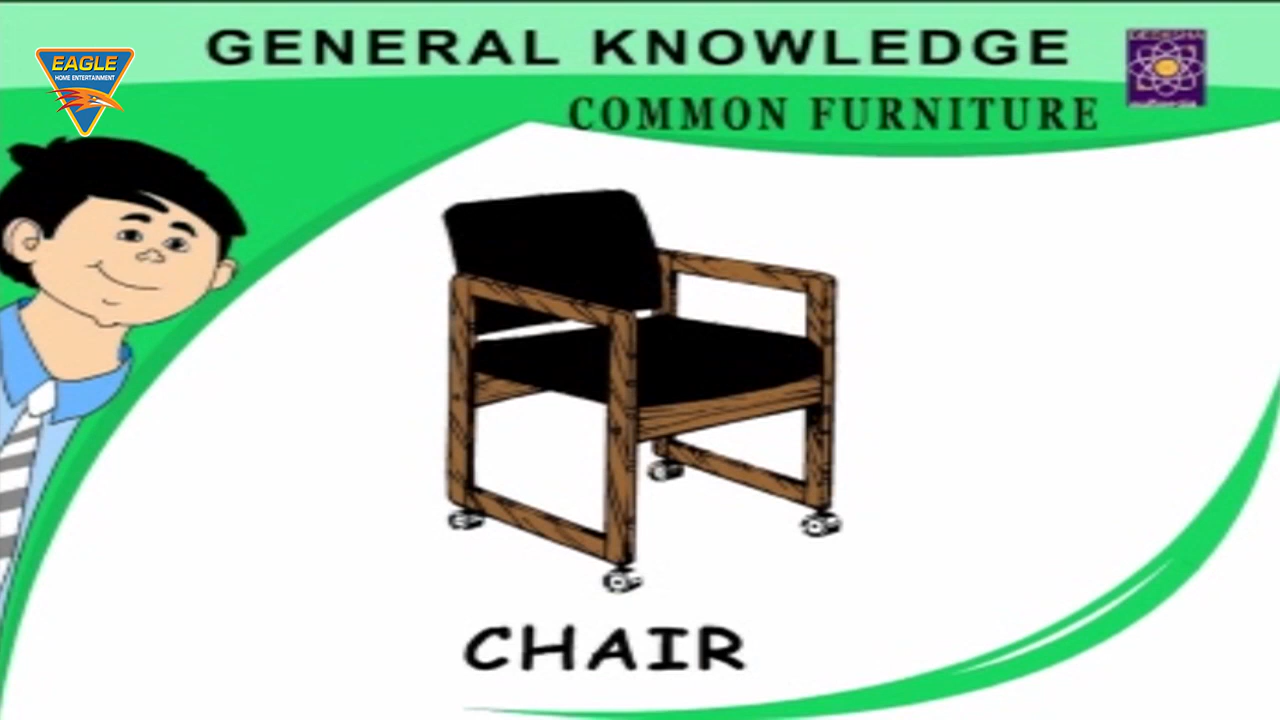 GENERAL KNOWLEDGE
EAGLE
HOME ENTERTAINMENT
COMMON FURNITURE
CHAIR